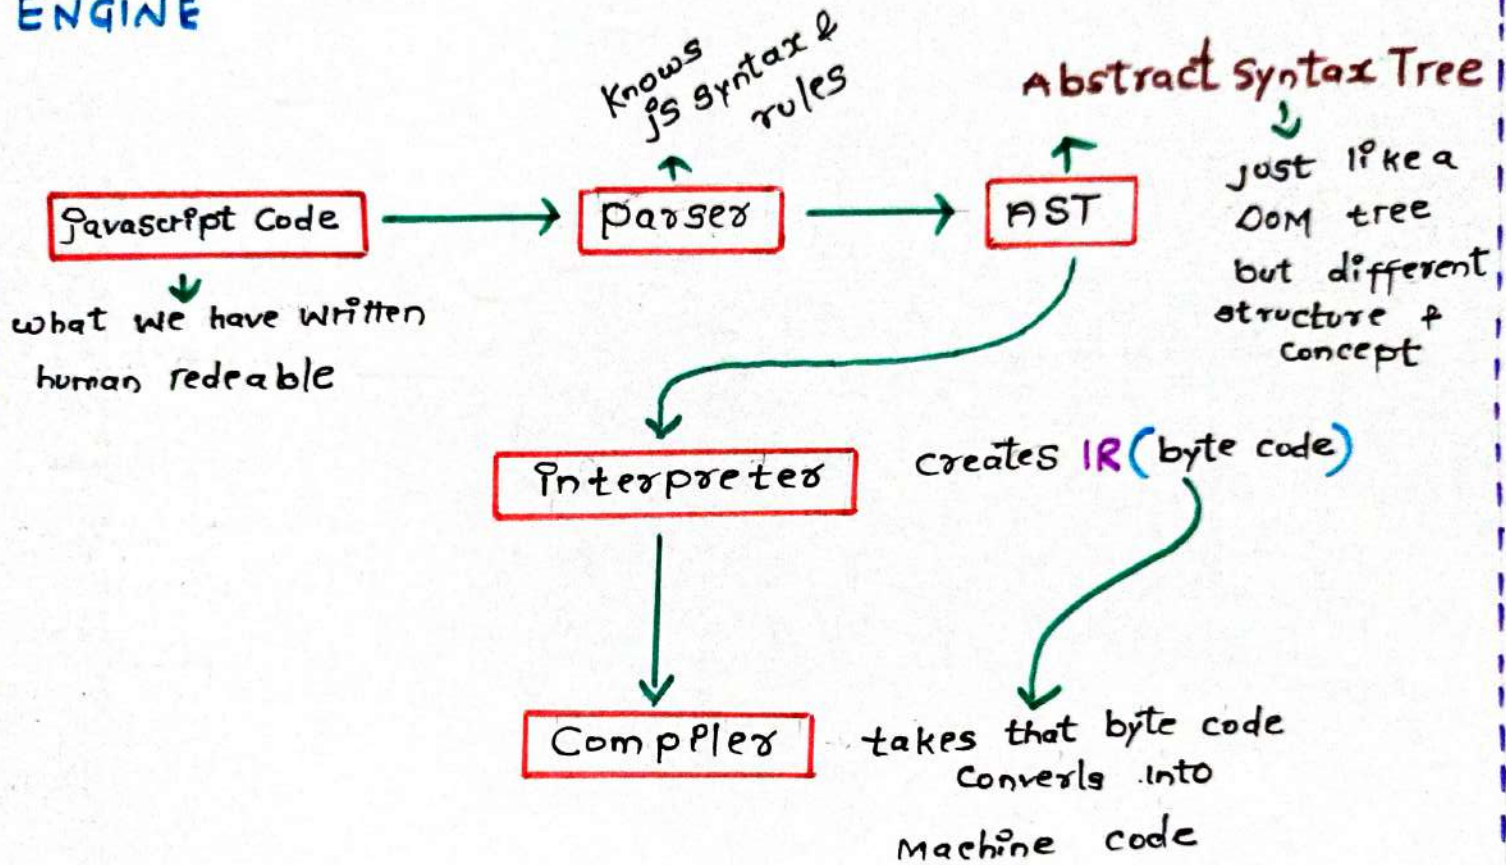 ENGINE
Knows
js syntax &
rules
Abstract Syntax Tree
javascript Code
Parser
AST
just like a
DOM tree
but different
structure &
concept
what we have written
human redeable
interpreter
creates IR (byte code)
Compiler
takes that byte code
converts into
Machine code